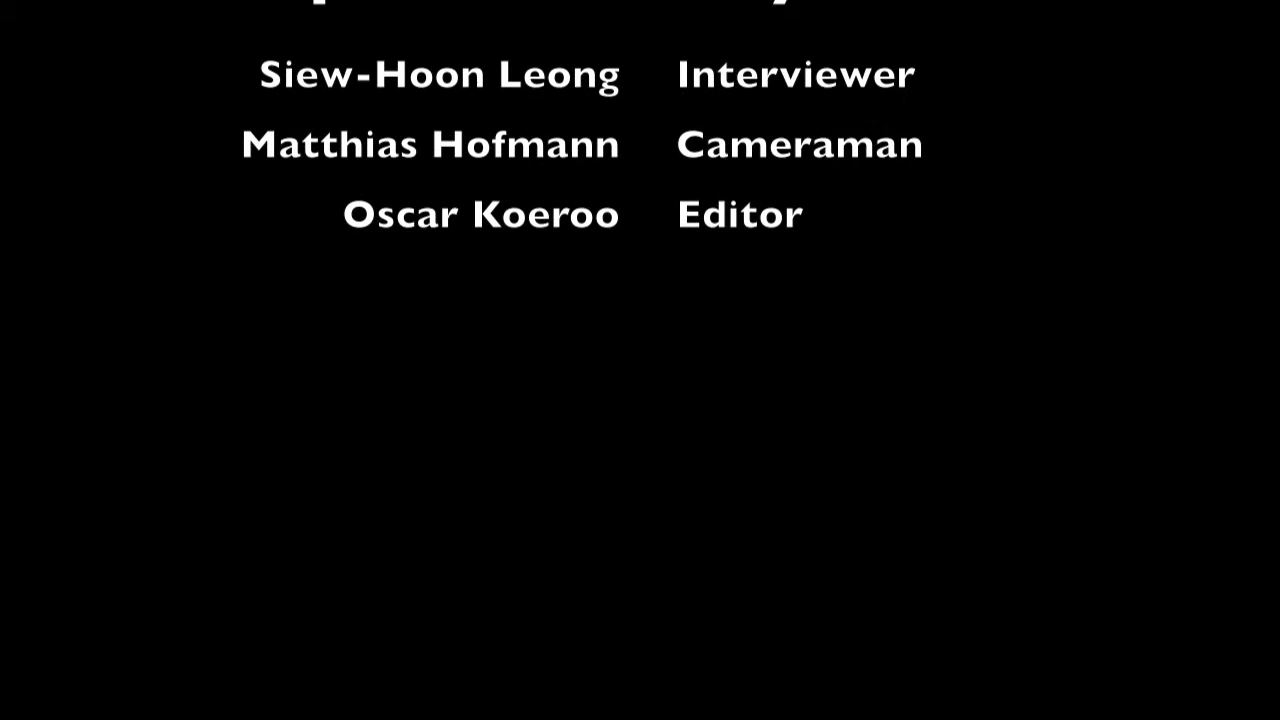 Siew-Hoon Leong Interviewer
Matthias Hofmann Cameraman
Oscar Koeroo Editor